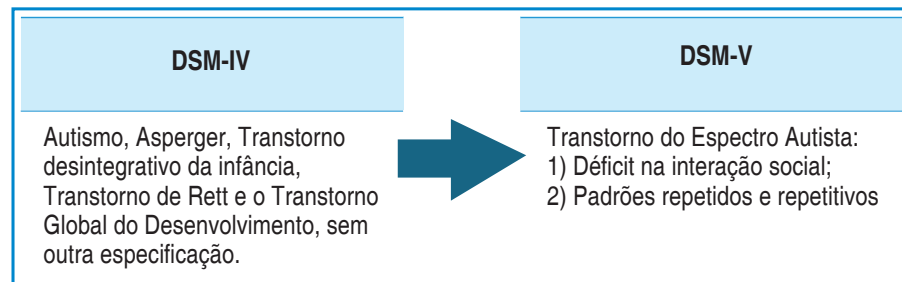 DSM-IV
Autismo, Asperger, Transtorno
desintegrativo da infância,
Transtorno de Rett e o Transtorno
Global do Desenvolvimento, sem
outra especificação.
DSM-V
Transtorno do Espectro Autista:
1) Déficit na interação social;
2) Padrões repetidos e repetitivos